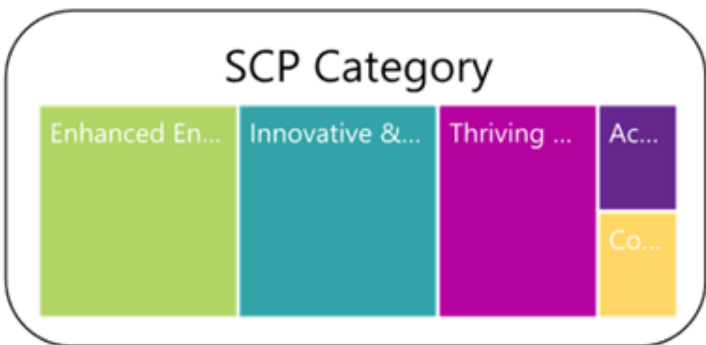 SCP Category
Enhanced En...
Innovative &...
Thriving ...
Ac...
Co...